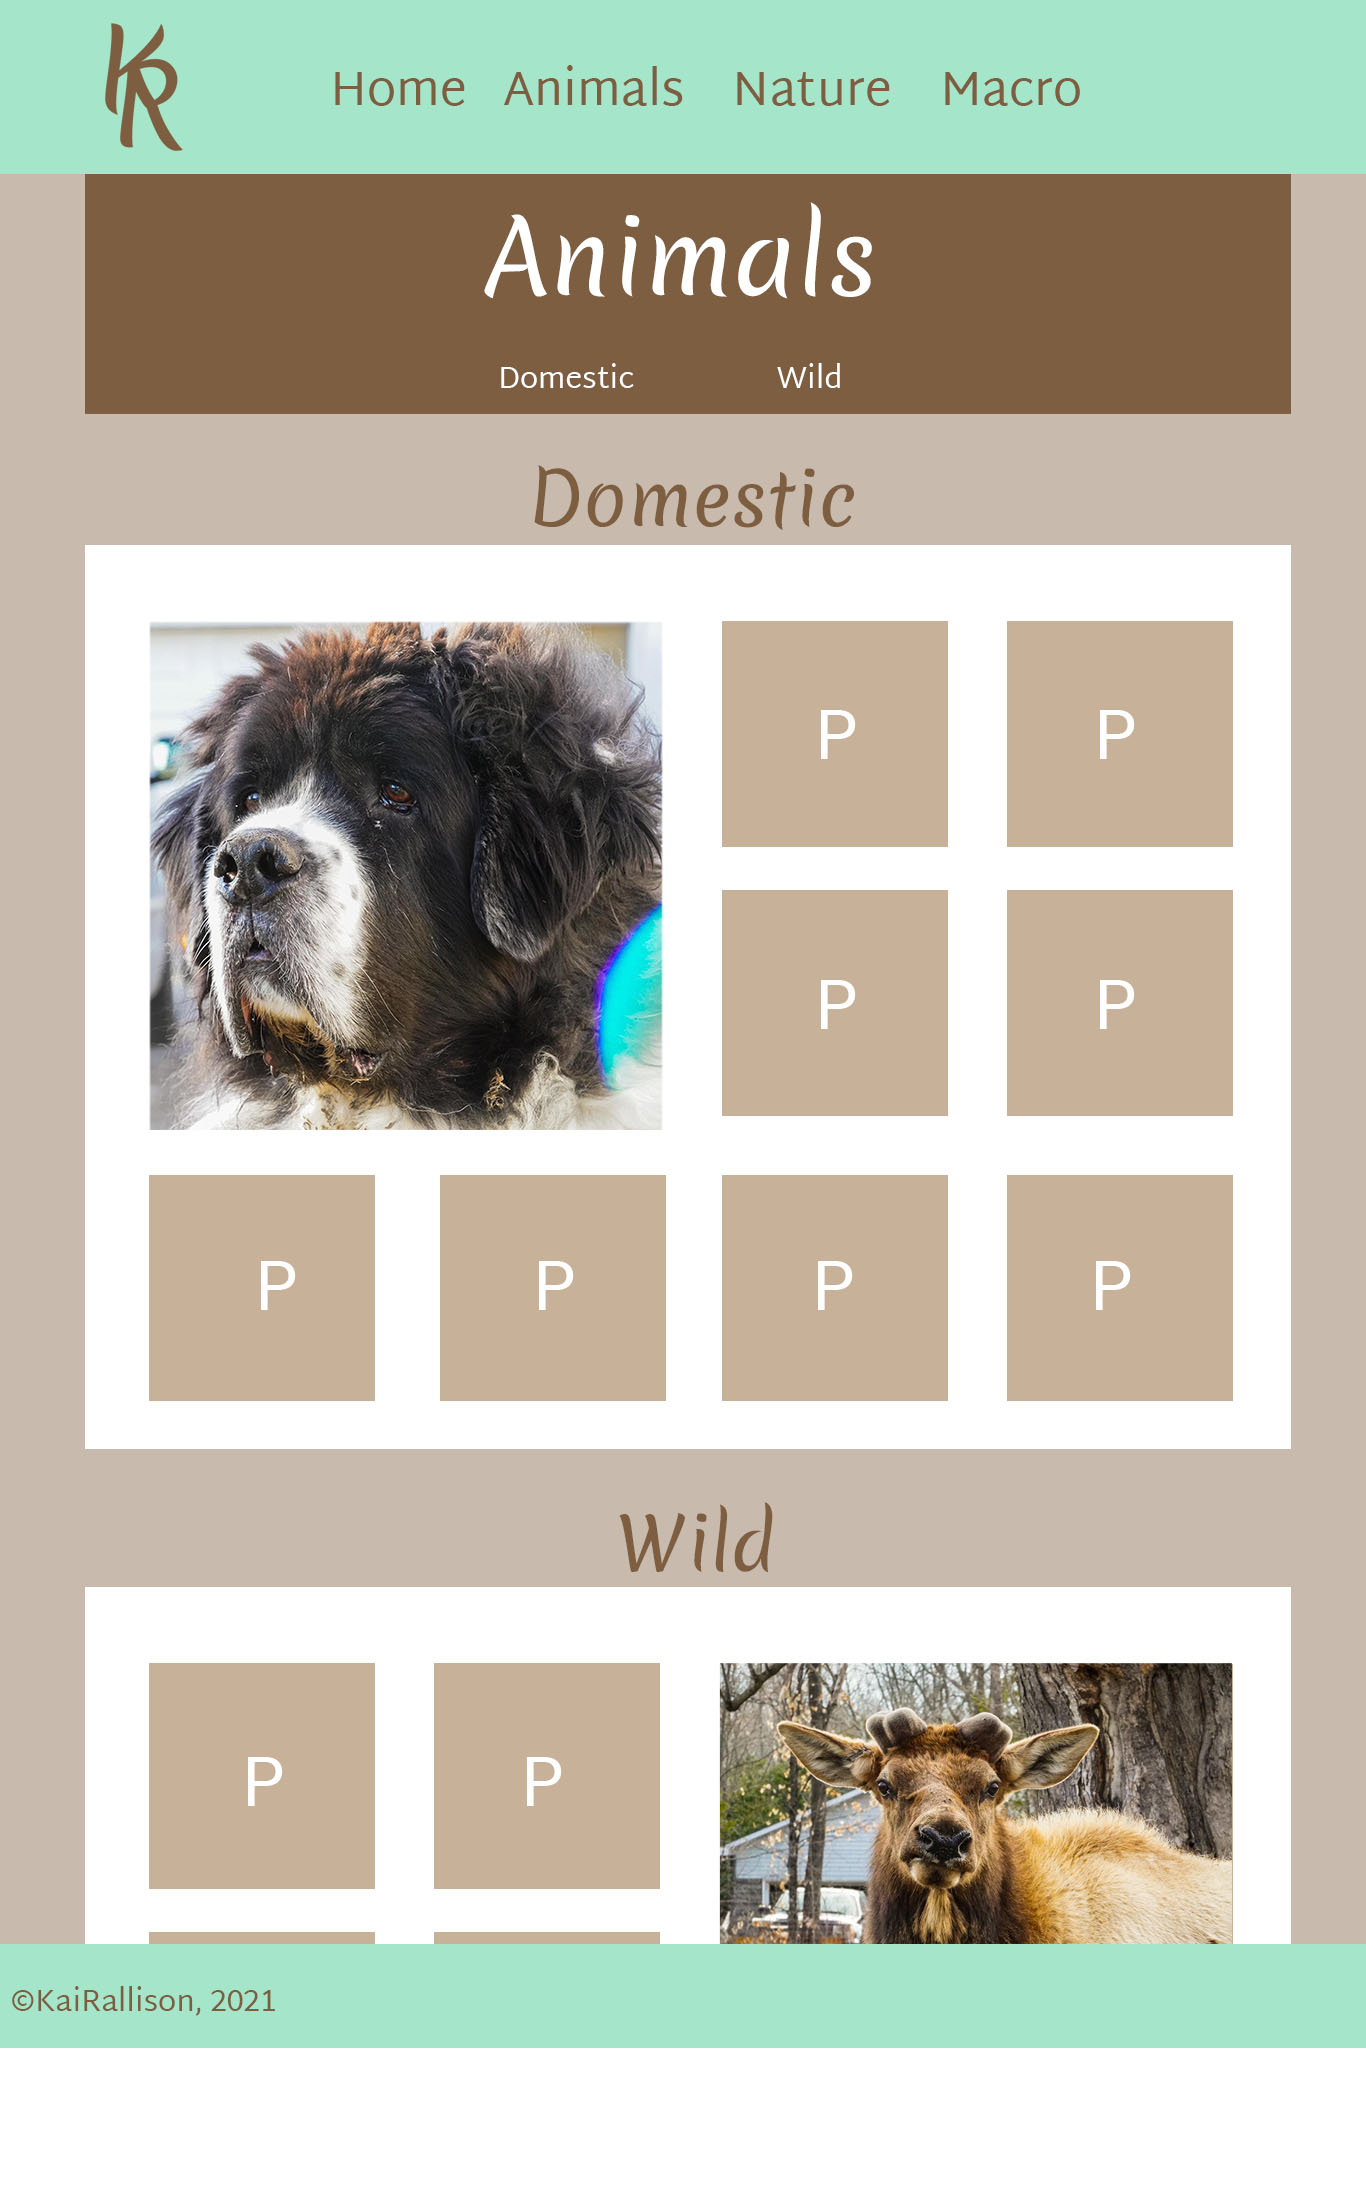 KR
Home Animals Nature Macro
Animals
Domestic Wild
Domestic
P P
P P
P P P P
Wild
P P
©KaiRallison, 2021